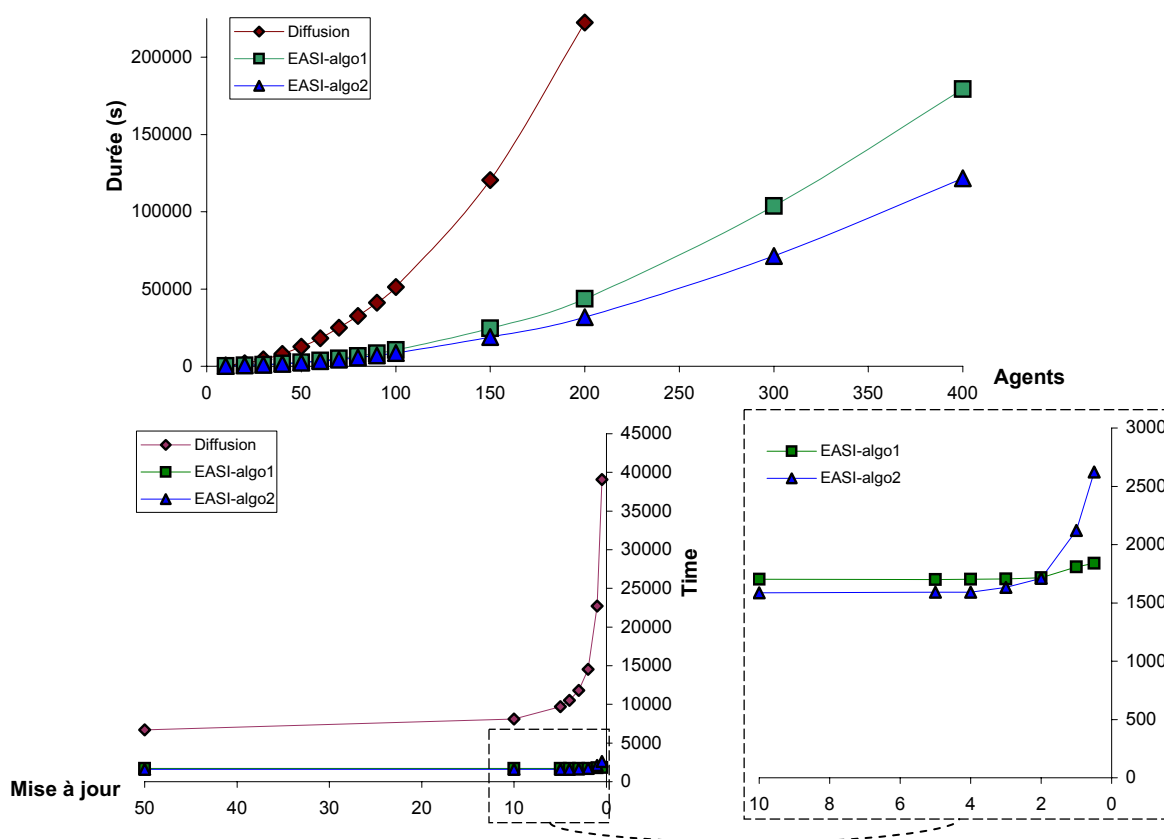 Diffusion
EASI-algo1
EASI-algo2
Durée (s)
200000
150000
100000
50000
0
0 50 100 150 200 250 300 350 400
Agents
Diffusion
EASI-algo1
EASI-algo2
45000
40000
35000
30000
25000
20000
15000
10000
5000
0
Time
Mise à jour
50 40 30 20 10 0
EASI-algo1
EASI-algo2
3000
2500
2000
1500
1000
500
0
10 8 6 4 2 0